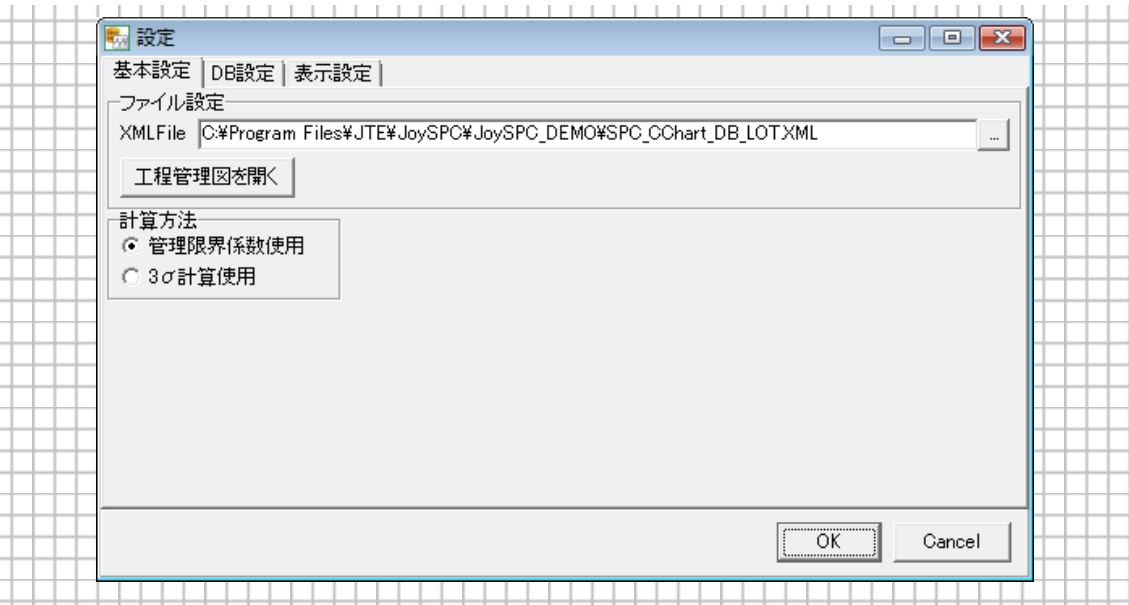 設定
基本設定 DB設定 表示設定
ファイル設定
XMLFile C:¥Program Files¥JTE¥JoySPC¥JoySPC_DEMO¥SPC_CChart_DB_LOT.XML ...
工程管理図を開く
計算方法
管理限界係数使用
3σ計算使用
OK Cancel